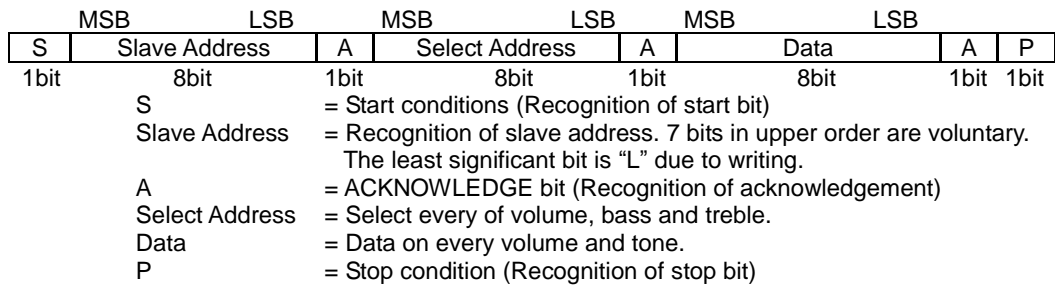 MSB LSB MSB LSB MSB LSB
S Slave Address A Select Address A Data A P
1bit 8bit 1bit 8bit 1bit 8bit 1bit 1bit
S = Start conditions (Recognition of start bit)
Slave Address = Recognition of slave address. 7 bits in upper order are voluntary.
The least significant bit is “L” due to writing.
A = ACKNOWLEDGE bit (Recognition of acknowledgement)
Select Address = Select every of volume, bass and treble.
Data = Data on every volume and tone.
P = Stop condition (Recognition of stop bit)